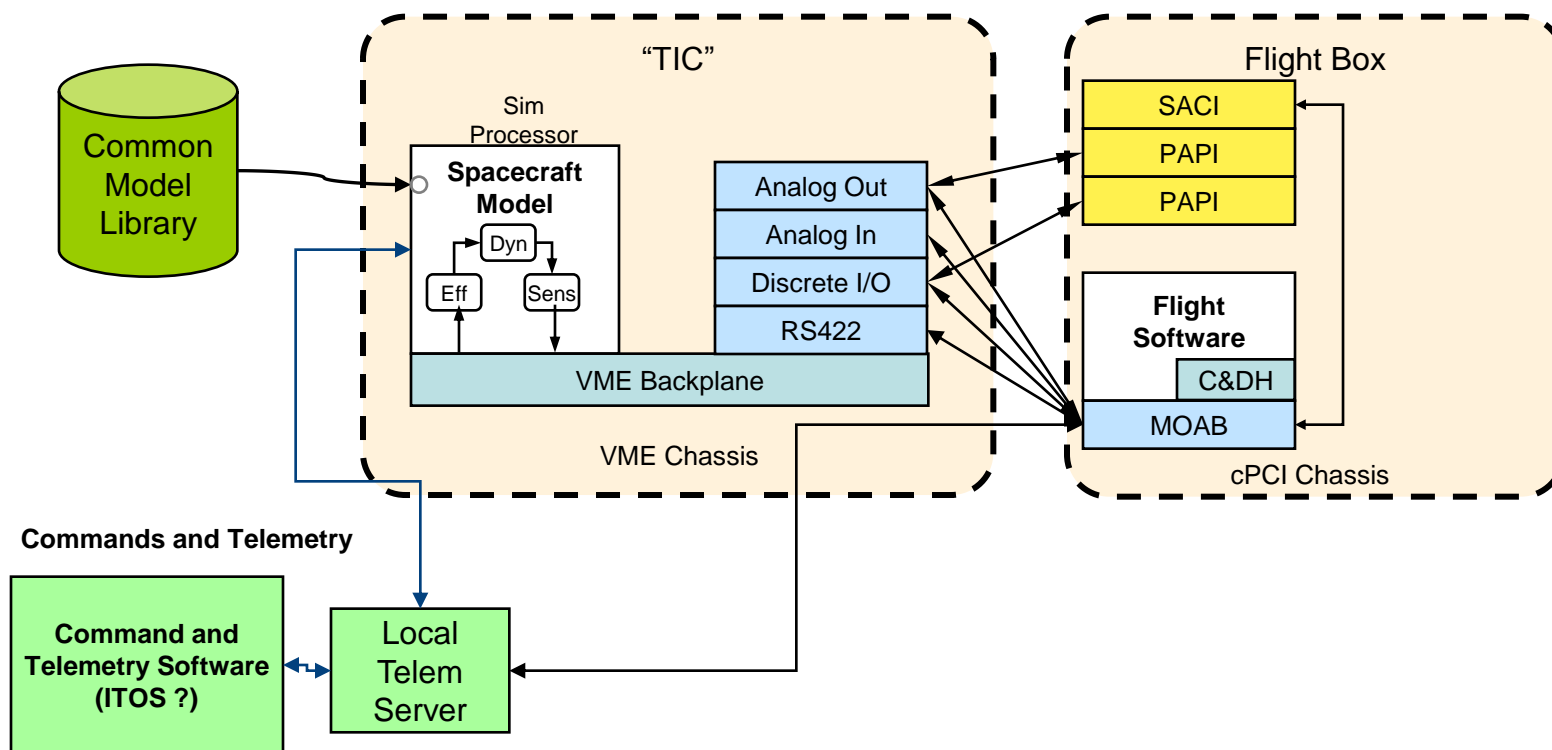 “TIC”
Flight Box
Common
Model
Library
Sim
Processor
Spacecraft
Model
Dyn
Eff
Sens
Analog Out
Analog In
Discrete I/O
RS422
VME Backplane
VME Chassis
SACI
PAPI
PAPI
Flight
Software
C&DH
MOAB
cPCI Chassis
Commands and Telemetry
Command and
Telemetry Software
(ITOS ?)
Local
Telem
Server